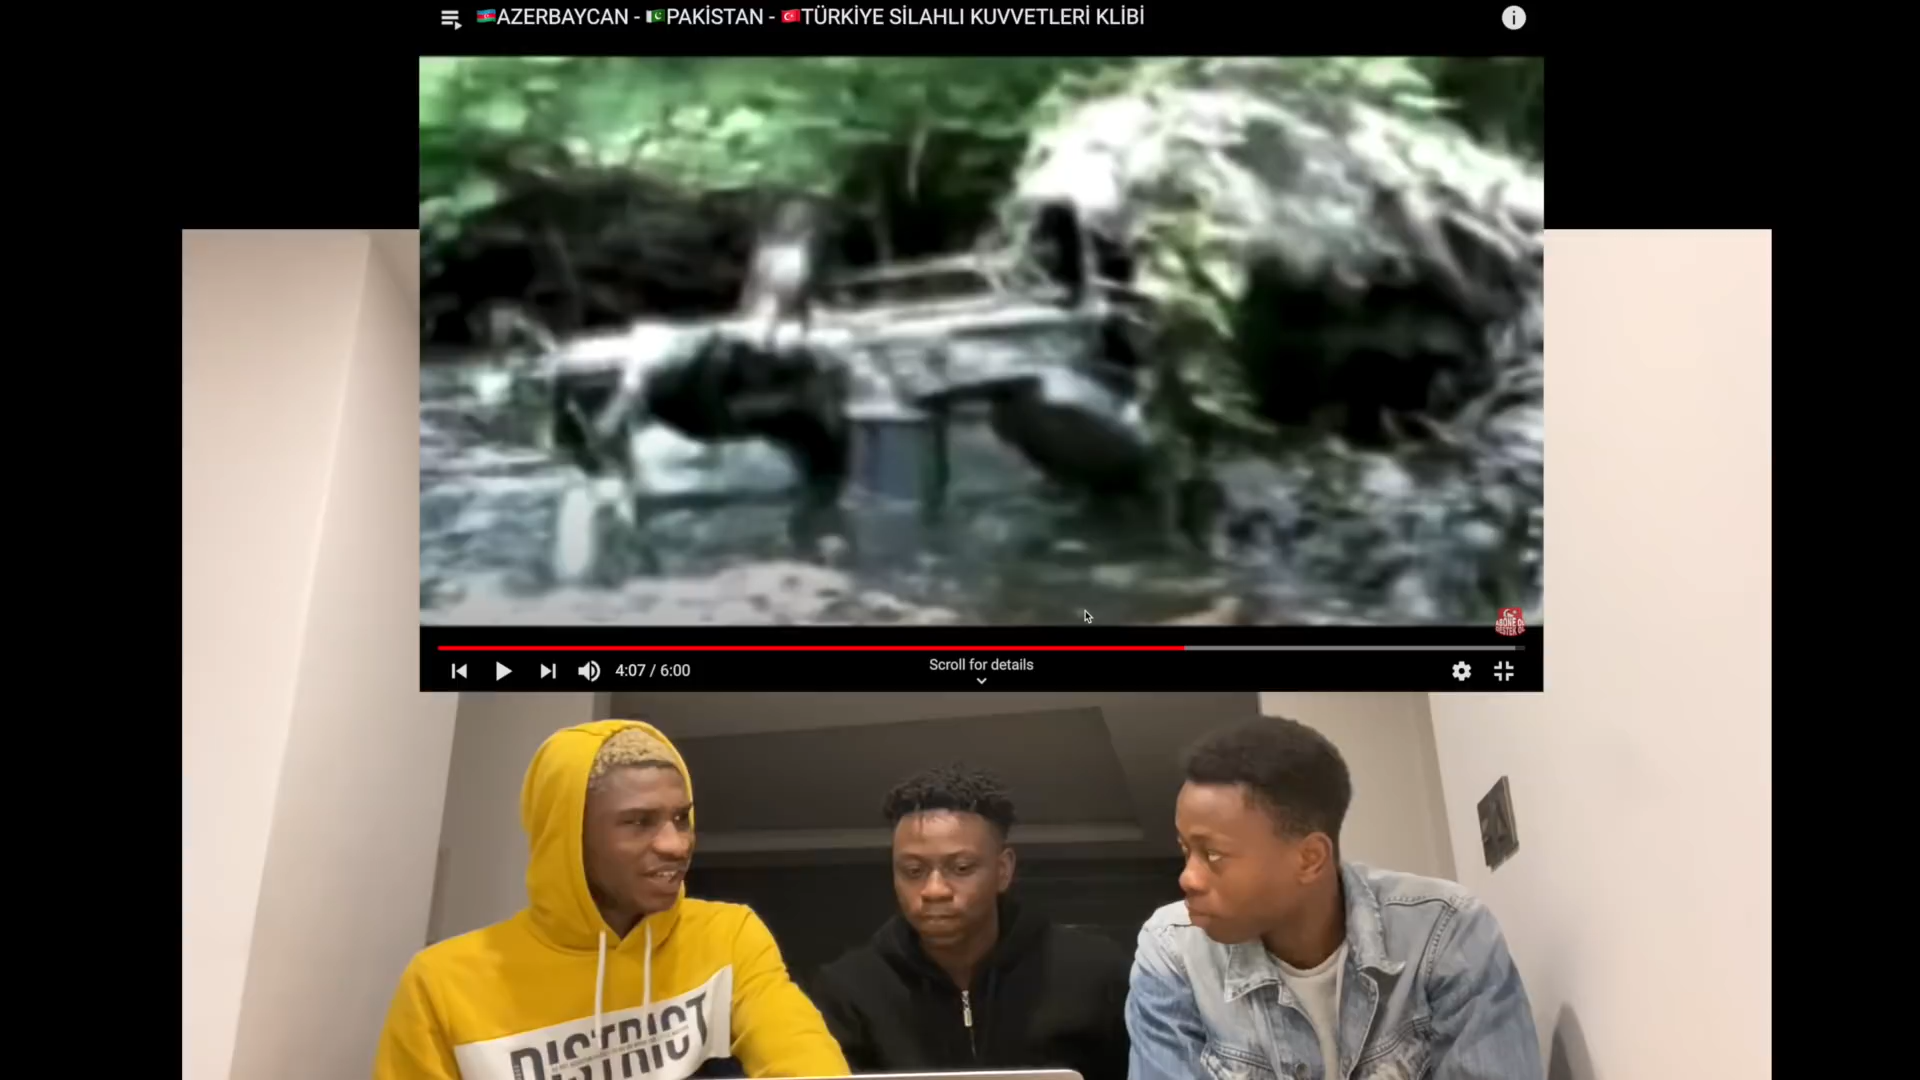 🇦🇿AZERBAYCAN - 🇵🇰PAKİSTAN - 🇹🇷TÜRKİYE SİLAHLI KUVVETLERİ KLİBİ
4:07 / 6:00
Scroll for details
DISTRICT